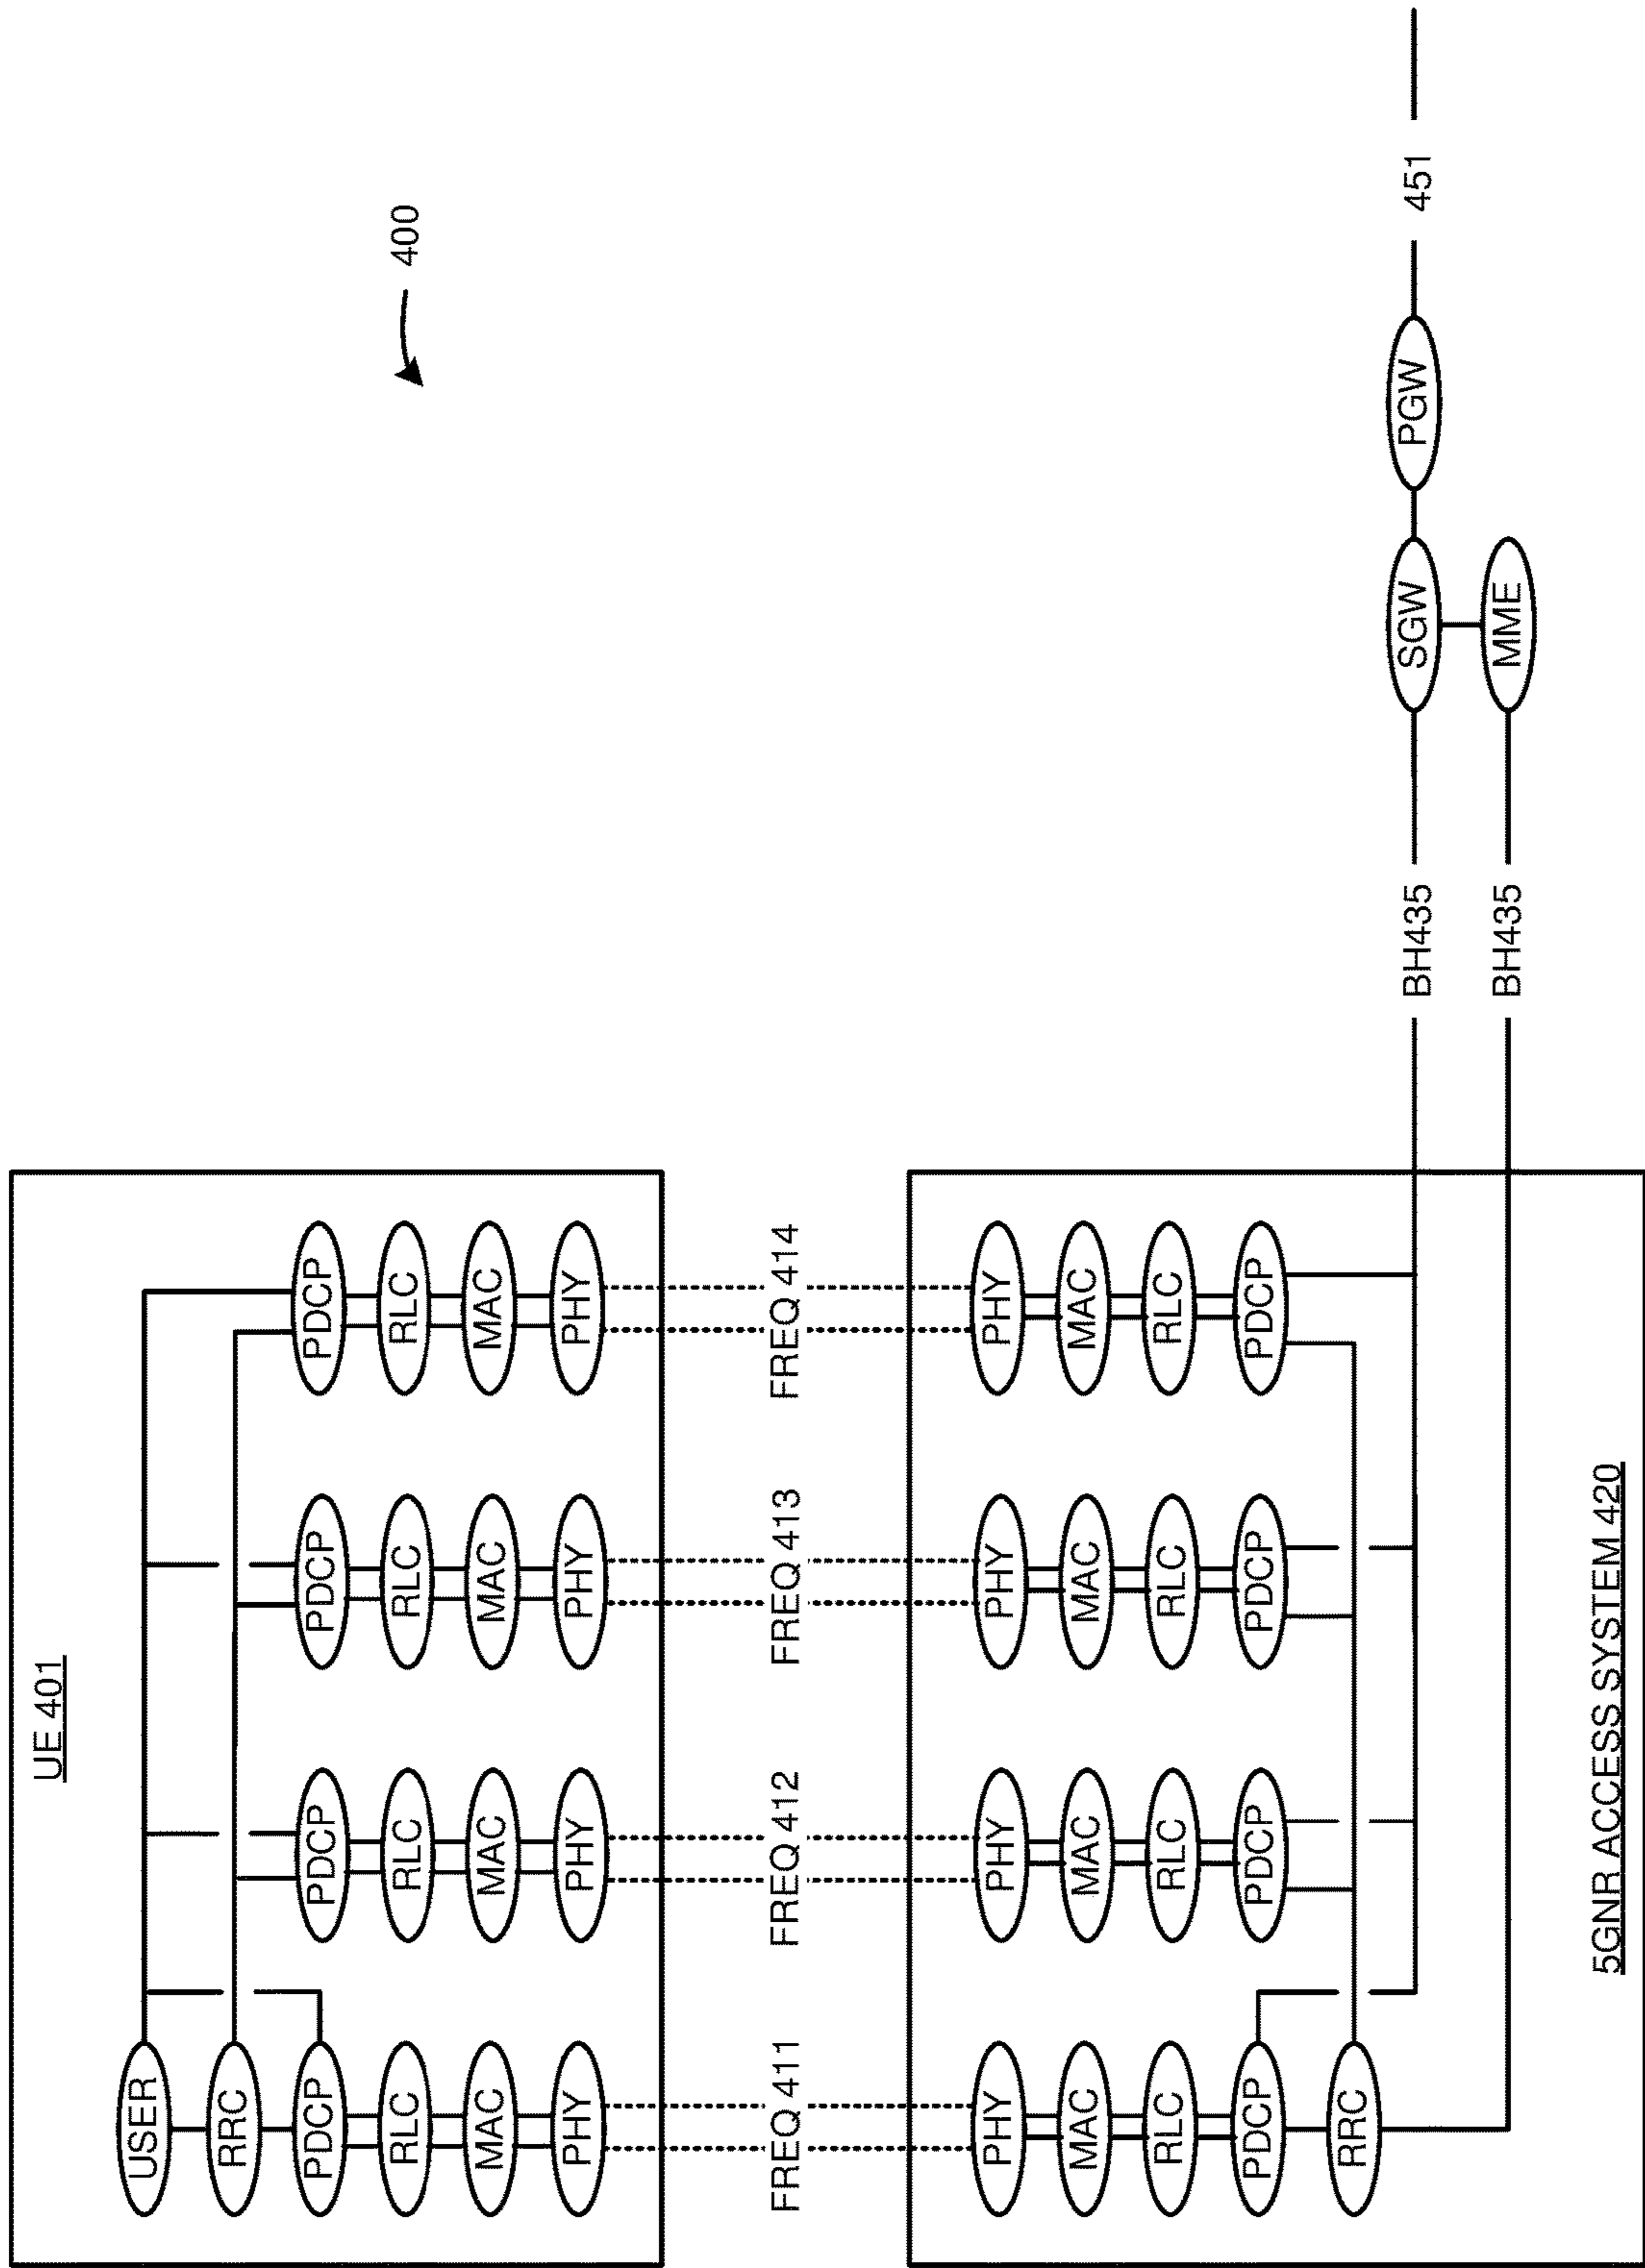 UE 401
400
USER
RRC
PDCP PDCP PDCP PDCP
RLC RLC RLC RLC
MAC MAC MAC MAC
PHY PHY PHY PHY
FREQ 411 FREQ 412 FREQ 413 FREQ 414
PHY PHY PHY PHY
MAC MAC MAC MAC
RLC RLC RLC RLC
PDCP PDCP PDCP PDCP
RRC
BH435 SGW PGW 451
BH435 MME
5GNR ACCESS SYSTEM 420